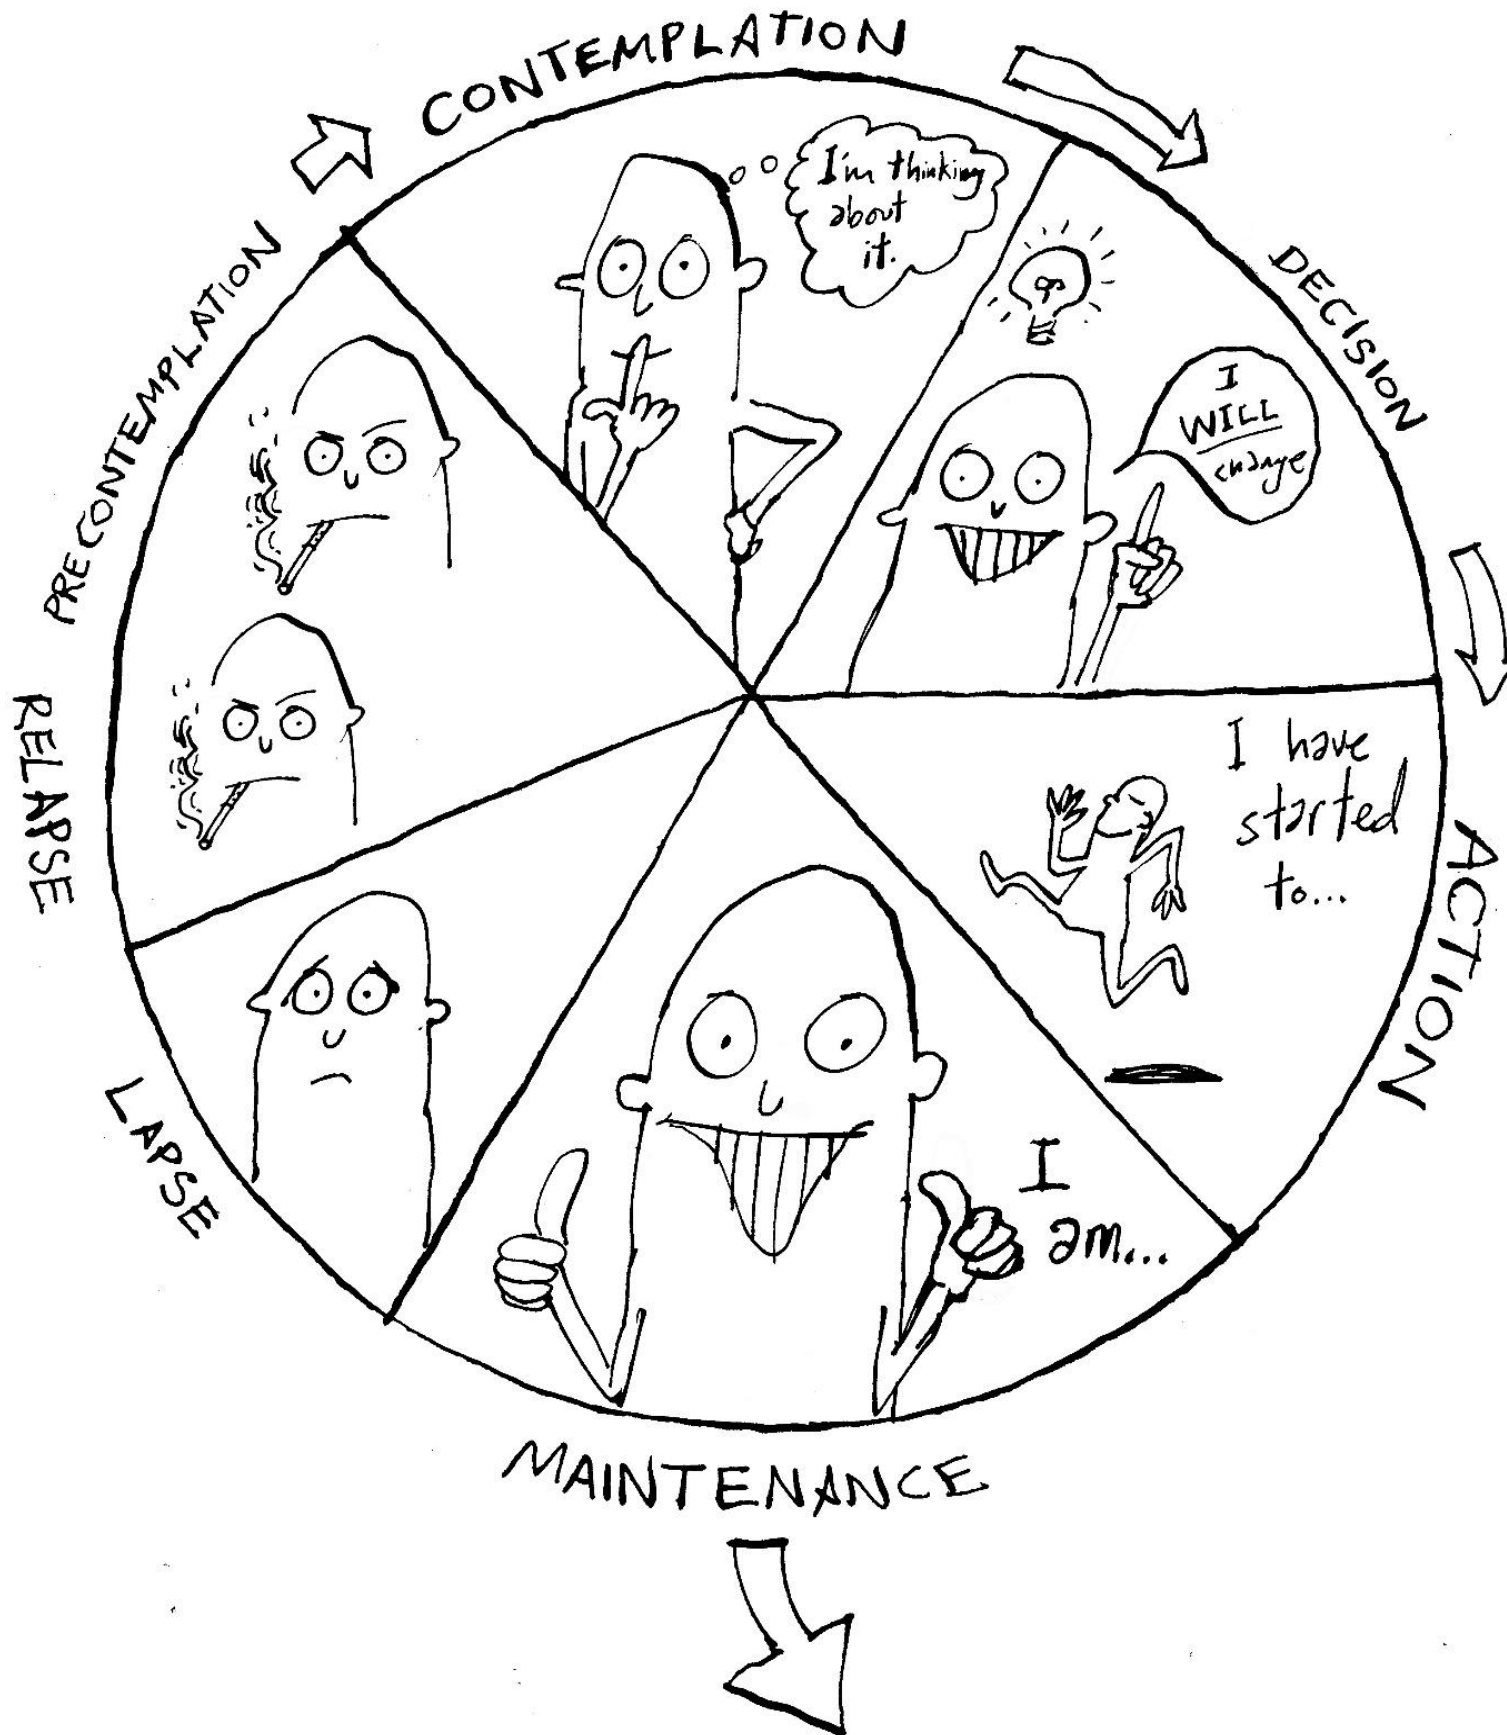 CONTEMPLATION
I'm thinking
about
it.
DECISION
I
WILL
change
I have
started
to...
ACTION
I
am...
MAINTENANCE
LAPSE
RELAPSE
PRECONTEMPLATION